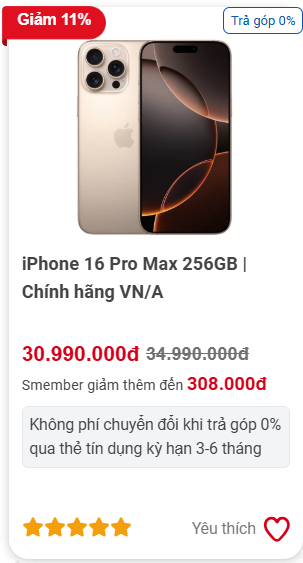 Giảm 11%
Trả góp 0%
iPhone 16 Pro Max 256GB |
Chính hãng VN/A
30.990.000đ 34.990.000đ
Smember giảm thêm đến 308.000đ
Không phí chuyển đổi khi trả góp 0%
qua thẻ tín dụng kỳ hạn 3-6 tháng
Yêu thích